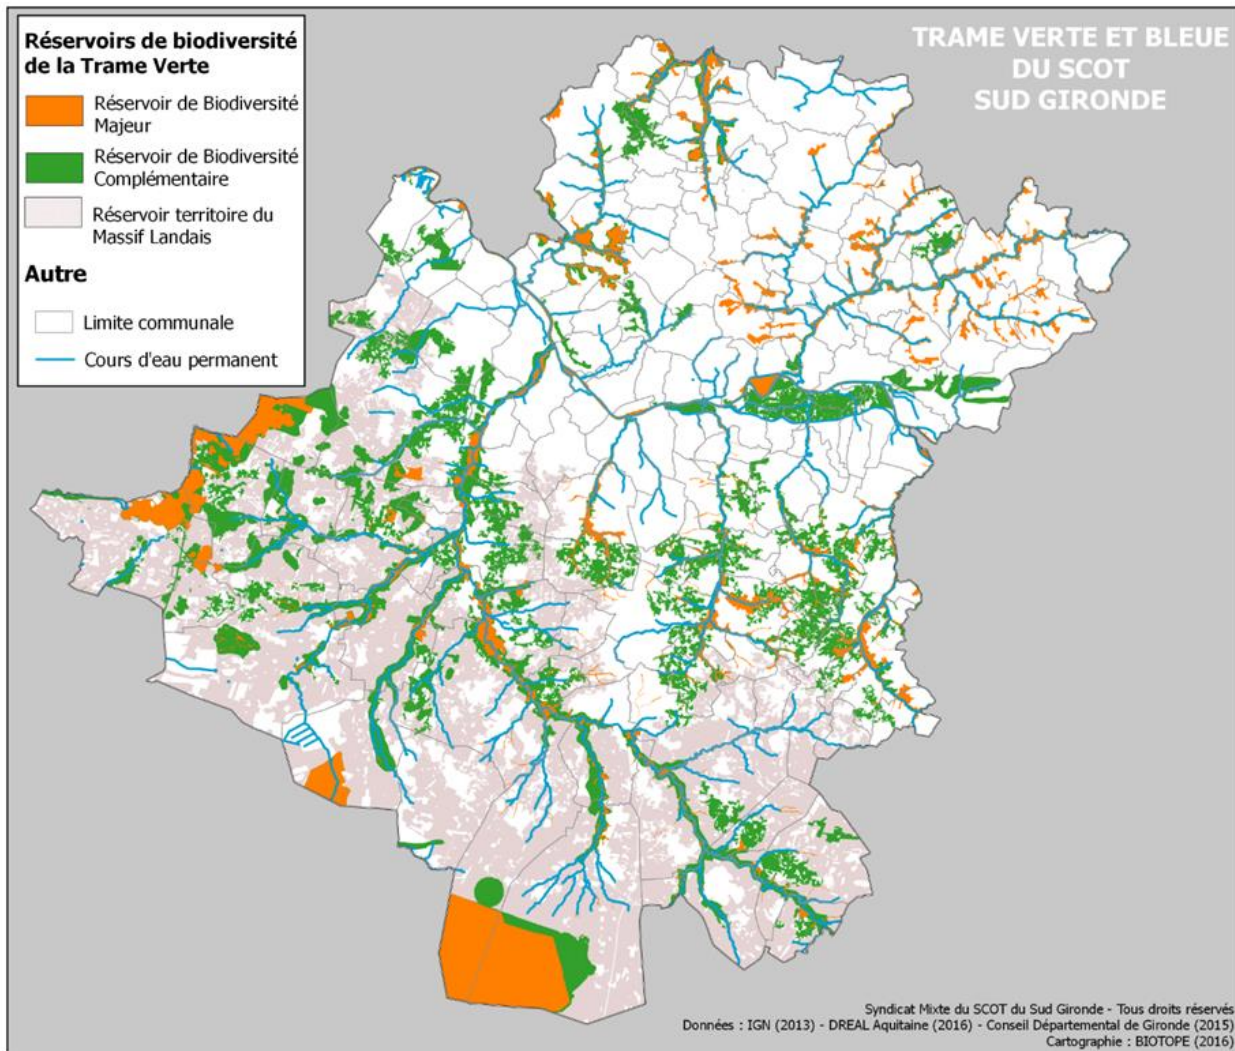 Réservoirs de biodiversité
de la Trame Verte
Réservoir de Biodiversité
Majeur
Réservoir de Biodiversité
Complémentaire
Réservoir territoire du
Massif Landais
Autre
Limite communale
Cours d'eau permanent
TRAME VERTE ET BLEUE
DU SCOT
SUD GIRONDE
Syndicat Mixte du SCOT du Sud Gironde - Tous droits réservés
Données : IGN (2013) - DREAL Aquitaine (2016) - Conseil Départemental de Gironde (2015)
Cartographie : BIOTOPE (2016)